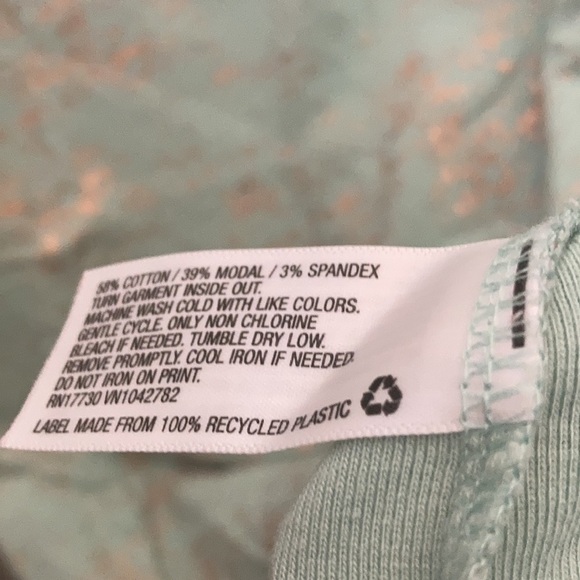 58% COTTON / 39% MODAL / 3% SPANDEX
TURN GARMENT INSIDE OUT.
MACHINE WASH COLD WITH LIKE COLORS.
GENTLE CYCLE. ONLY NON CHLORINE
BLEACH IF NEEDED. TUMBLE DRY LOW.
REMOVE PROMPTLY. COOL IRON IF NEEDED.
DO NOT IRON ON PRINT.
RN17730 VN1042782
LABEL MADE FROM 100% RECYCLED PLASTIC